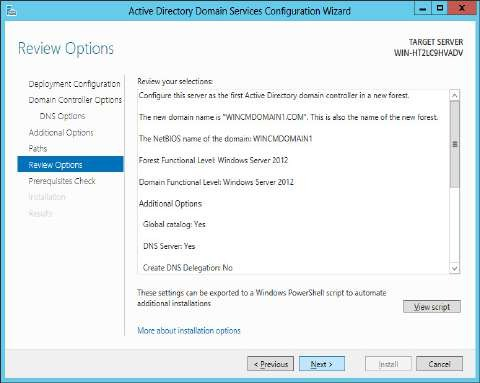 Active Directory Domain Services Configuration Wizard
Review Options
TARGET SERVER
WIN-HT2LC9HVADV
Deployment Configuration
Domain Controller Options
DNS Options
Additional Options
Paths
Review Options
Prerequisites Check
Installation
Results
Review your selections:
Configure this server as the first Active Directory domain controller in a new forest.
The new domain name is "WINCMDOMAIN1.COM". This is also the name of the new forest.
The NetBIOS name of the domain: WINCMDOMAIN1
Forest Functional Level: Windows Server 2012
Domain Functional Level: Windows Server 2012
Additional Options:
Global catalog: Yes
DNS Server: Yes
Create DNS Delegation: No
These settings can be exported to a Windows PowerShell script to automate
additional installations
View script
More about installation options
< Previous
Next >
Install
Cancel